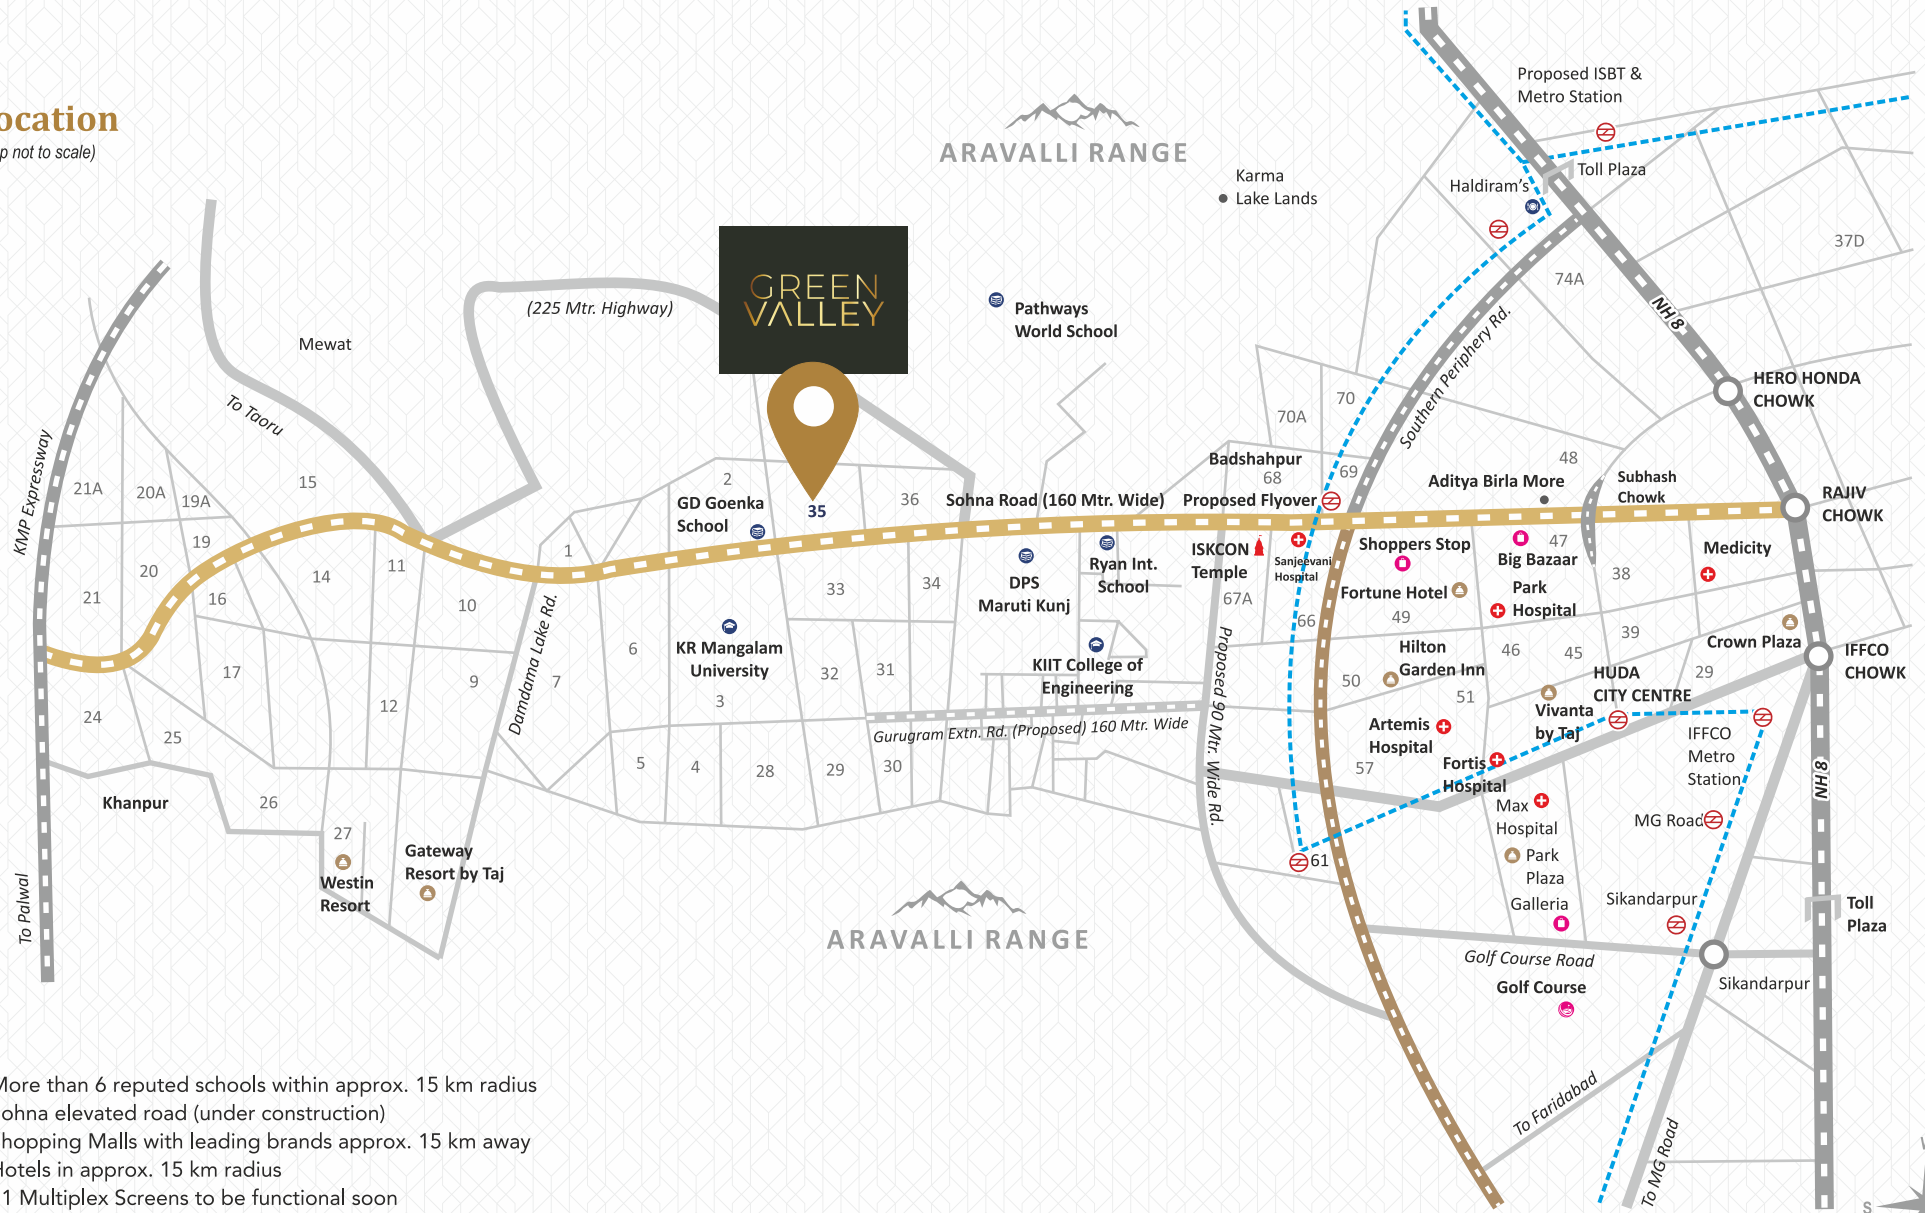 ocation
p not to scale)
ARAVALLI RANGE
Proposed ISBT &
Metro Station
Toll Plaza
Karma
Lake Lands
Haldiram's
37D
74A
GREEN
VALLEY
(225 Mtr. Highway)
Pathways
World School
NH 8
Southern Periphery Rd.
Mewat
To Taoru
HERO HONDA
CHOWK
70
70A
KMP Expressway
21A
20A
19A
15
2
GD Goenka
School
35
36
Sohna Road (160 Mtr. Wide)
Badshahpur
68
69
Proposed Flyover
Aditya Birla More
48
Subhash
Chowk
RAJIV
CHOWK
19
20
21
16
14
11
10
1
33
34
DPS
Maruti Kunj
Ryan Int.
School
ISKCON
Temple
Sanjeevani
Hospital
Shoppers Stop
Big Bazaar
47
Medicity
38
Fortune Hotel
Park
Hospital
67A
66
49
39
Crown Plaza
IFFCO
CHOWK
17
12
9
Damdama Lake Rd.
7
6
KR Mangalam
University
3
32
31
KIIT College of
Engineering
Proposed 90 Mtr. Wide Rd.
Hilton
Garden Inn
46
45
HUDA
CITY CENTRE
29
50
51
Vivanta
by Taj
24
25
Gurugram Extn. Rd. (Proposed) 160 Mtr. Wide
Artemis
Hospital
IFFCO
Metro
Station
5
4
28
29
30
57
Fortis
Hospital
NH 8
Khanpur
26
27
Max
Hospital
MG Road
Gateway
Resort by Taj
Westin
Resort
61
Park
Plaza
Galleria
Sikandarpur
Toll
Plaza
To Palwal
ARAVALLI RANGE
Golf Course Road
Golf Course
Sikandarpur
To Faridabad
To MG Road
More than 6 reputed schools within approx. 15 km radius
ohna elevated road (under construction)
hopping Malls with leading brands approx. 15 km away
Hotels in approx. 15 km radius
1 Multiplex Screens to be functional soon
S